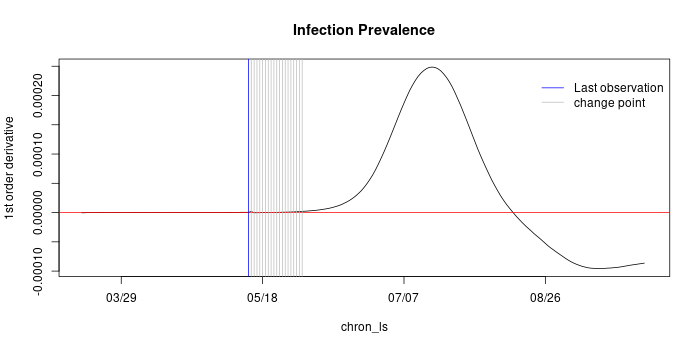 Infection Prevalence
1st order derivative
0.00020
0.00010
0.00000
-0.00010
Last observation
change point
03/29
05/18
07/07
08/26
chron_ls